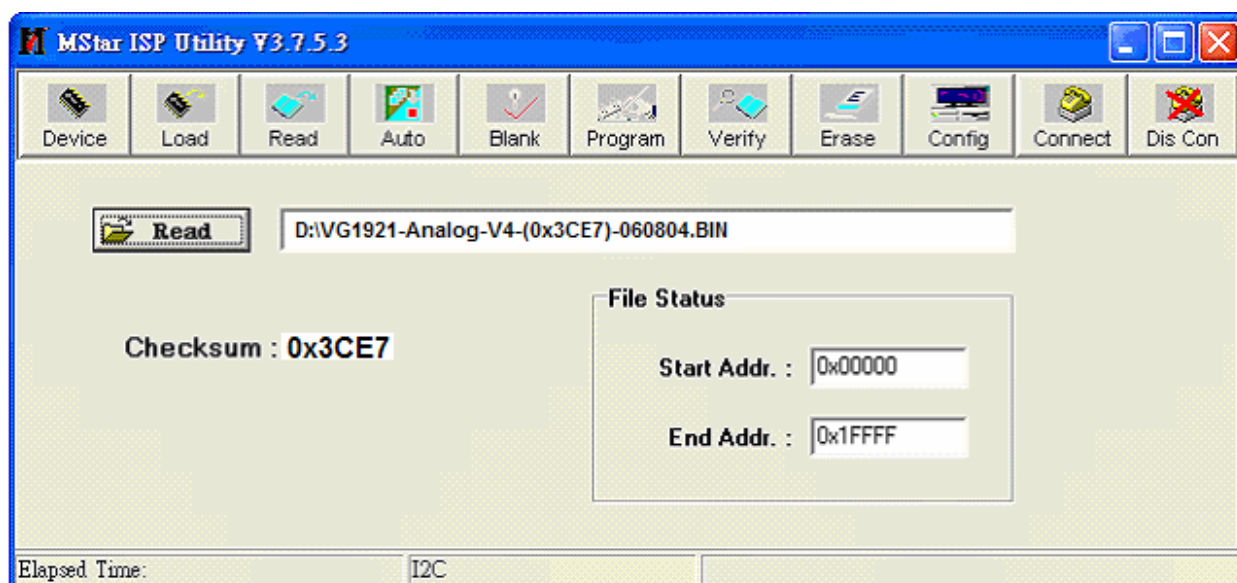 MStar ISP Utility V3.7.5.3
Device Load Read Auto Blank Program Verify Erase Config Connect Dis Con
Read D:\VG1921-Analog-V4-(0x3CE7)-060804.BIN
File Status
Checksum : 0x3CE7
Start Addr. : 0x00000
End Addr. : 0x1FFFF
Elapsed Time: I2C